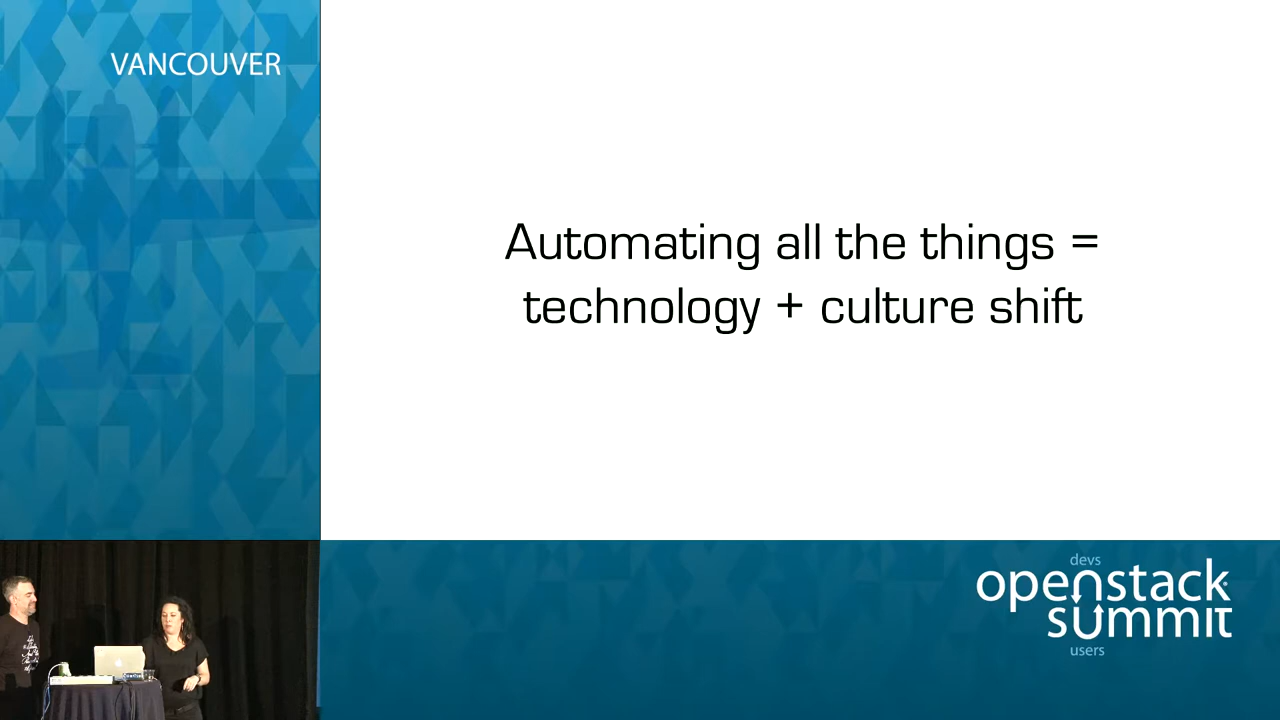 VANCOUVER
Automating all the things =
technology + culture shift
devs
openstack
summit
users